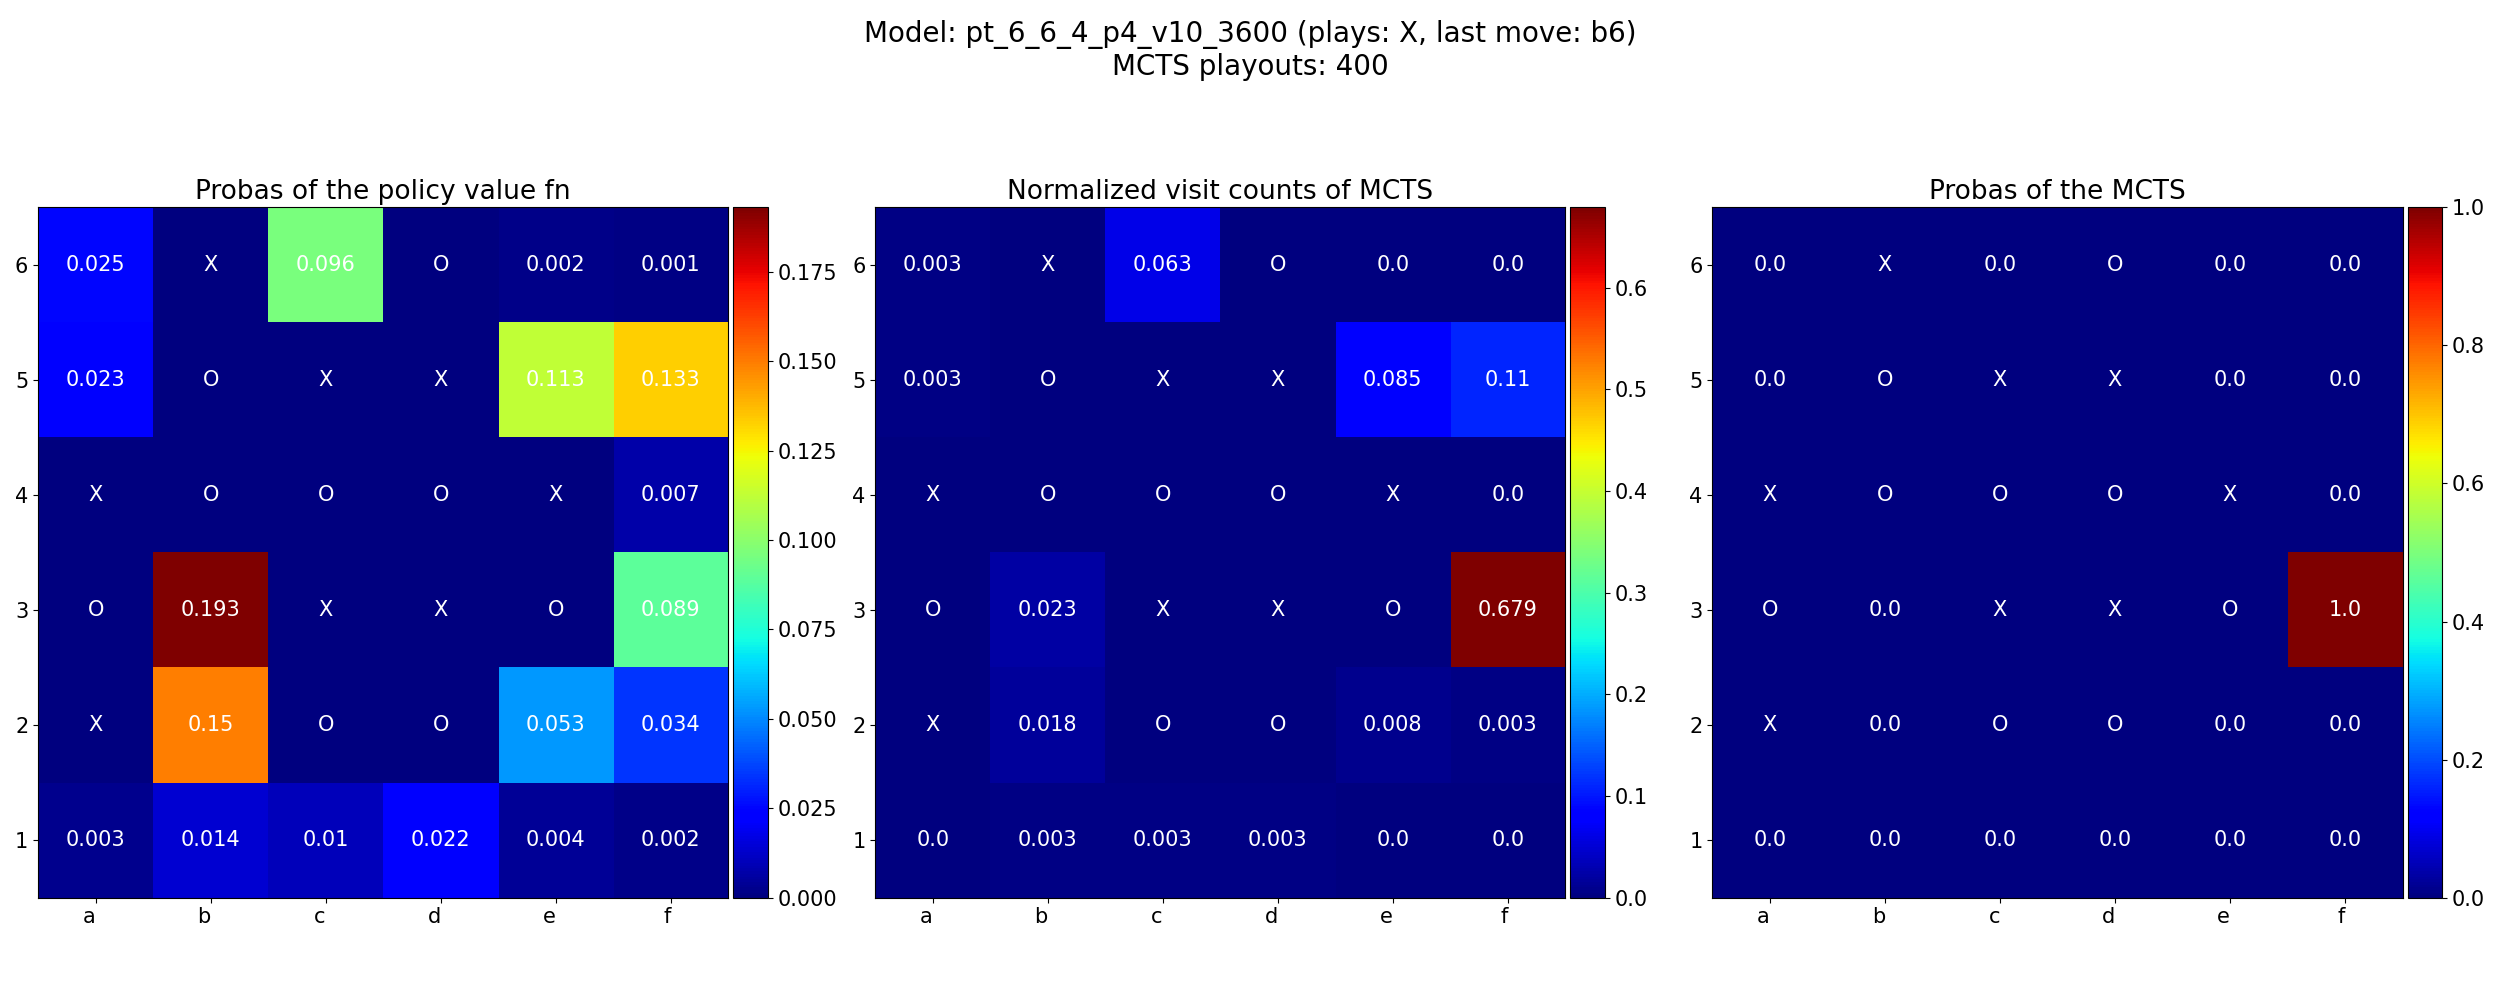 Model: pt_6_6_4_p4_v10_3600 (plays: X, last move: b6)
MCTS playouts: 400
Probas of the policy value fn
6 0.025 X 0.096 O 0.002 0.001
5 0.023 O X X 0.113 0.133
4 X O O O X 0.007
3 O 0.193 X X O 0.089
2 X 0.15 O O 0.053 0.034
1 0.003 0.014 0.01 0.022 0.004 0.002
a b c d e f
0.175
0.150
0.125
0.100
0.075
0.050
0.025
0.000
Normalized visit counts of MCTS
6 0.003 X 0.063 O 0.0 0.0
5 0.003 O X X 0.085 0.11
4 X O O O X 0.0
3 O 0.023 X X O 0.679
2 X 0.018 O O 0.008 0.003
1 0.0 0.003 0.003 0.003 0.0 0.0
a b c d e f
0.6
0.5
0.4
0.3
0.2
0.1
0.0
Probas of the MCTS
6 0.0 X 0.0 O 0.0 0.0
5 0.0 O X X 0.0 0.0
4 X O O O X 0.0
3 O 0.0 X X O 1.0
2 X 0.0 O O 0.0 0.0
1 0.0 0.0 0.0 0.0 0.0 0.0
a b c d e f
1.0
0.8
0.6
0.4
0.2
0.0